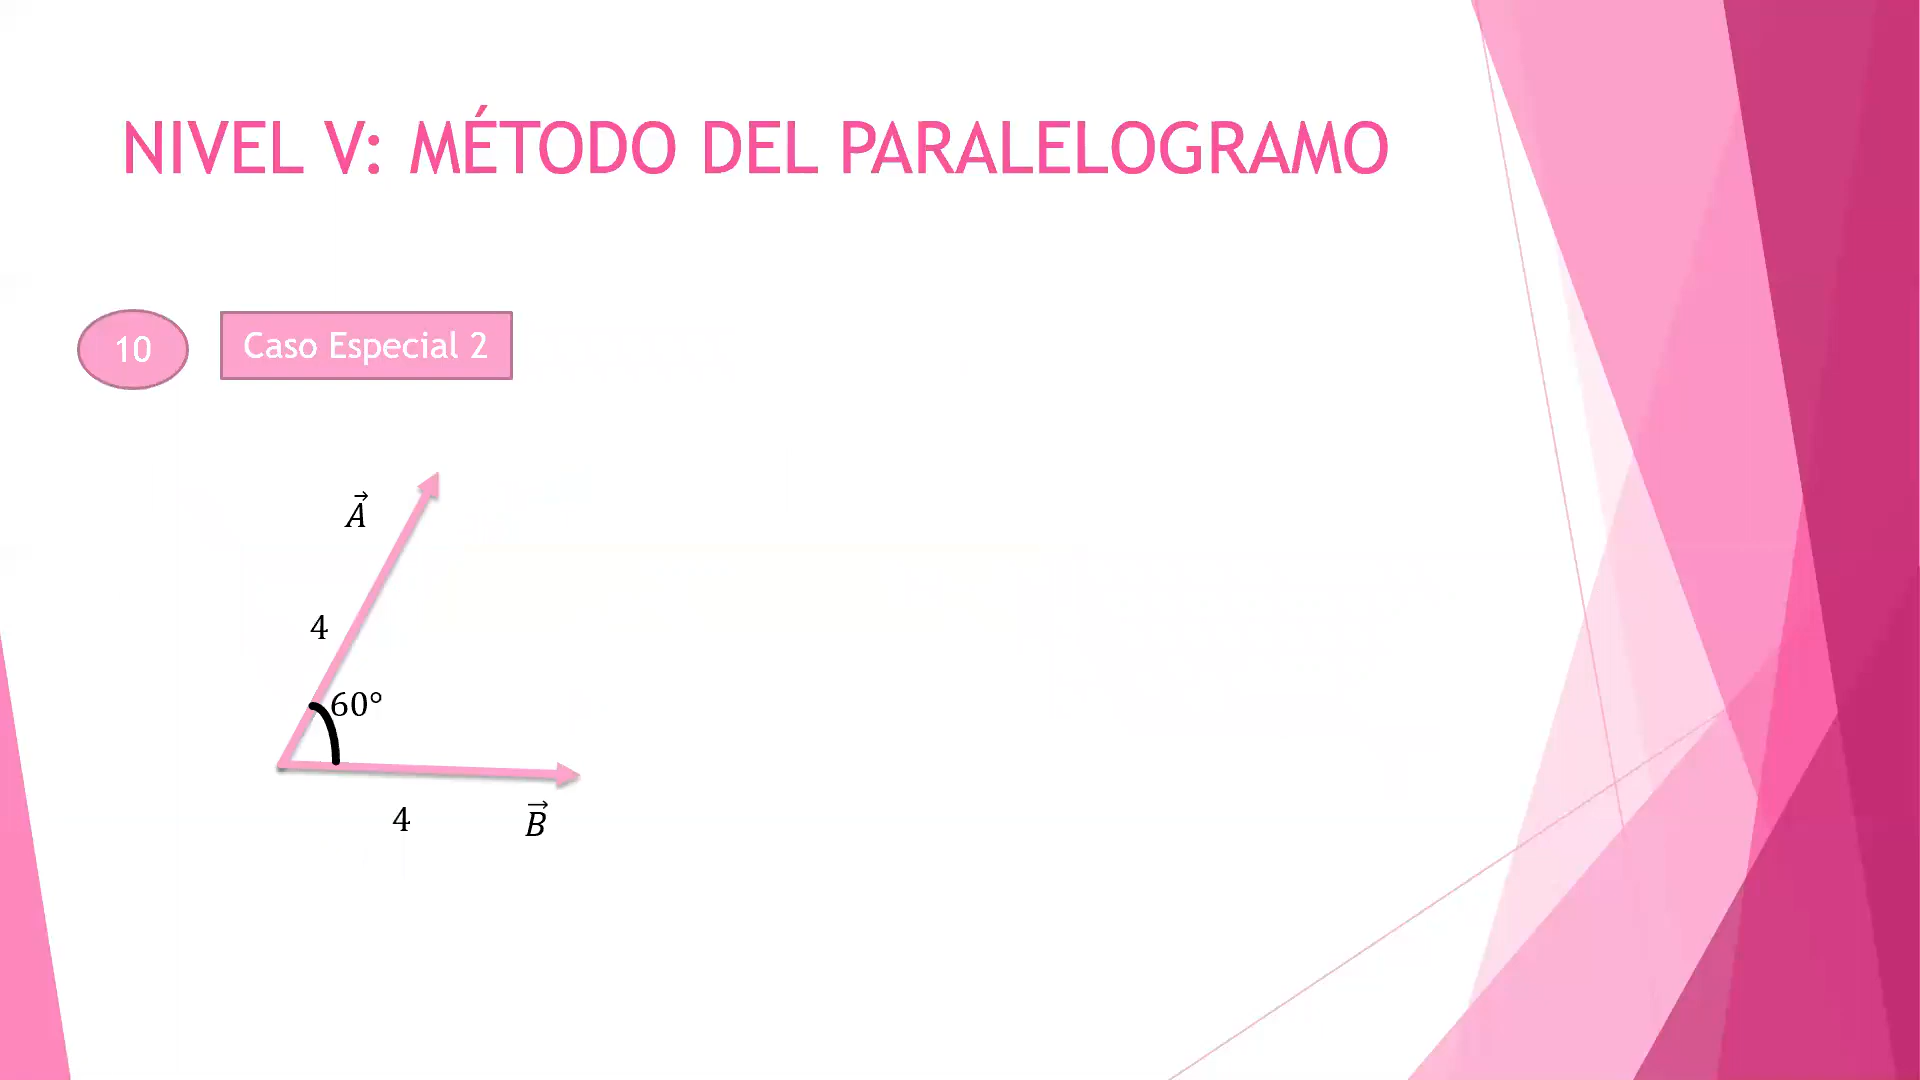 NIVEL V: MÉTODO DEL PARALELOGRAMO
10
Caso Especial 2
A⃗
4
60°
4
B⃗